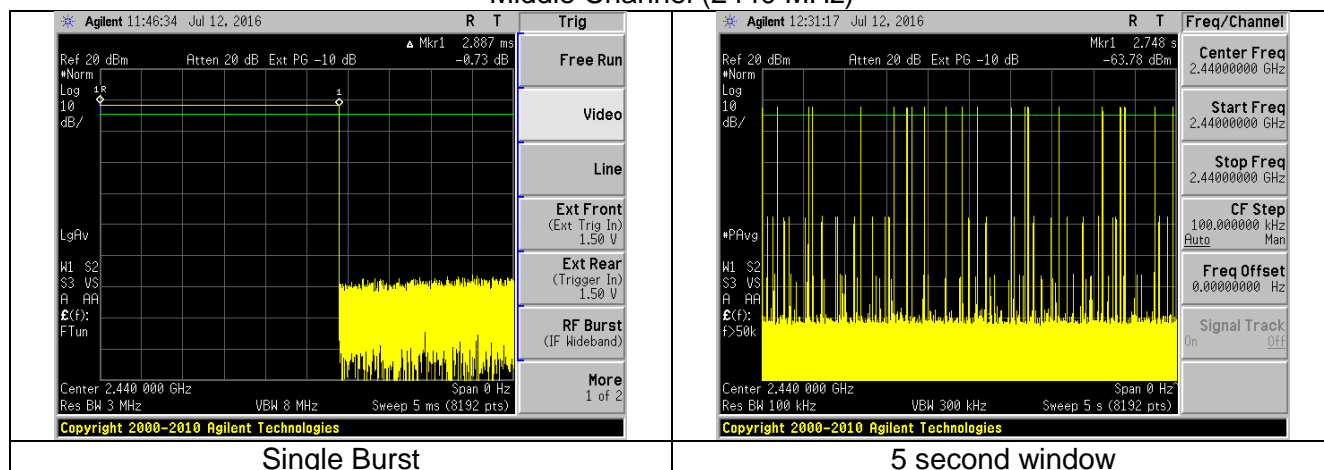 Middle Channel (2440 MHz)
Agilent 11:46:34 Jul 12, 2016 R T Trig
Mkr1 2.887 ms
Ref 20 dBm Atten 20 dB Ext PG -10 dB -0.73 dB
#Norm
Log
10
dB/
1R
1
LgAv
W1 S2
S3 VS
A AA
£(f):
FTun
Center 2.440 000 GHz Span 0 Hz
Res BW 3 MHz VBW 8 MHz Sweep 5 ms (8192 pts)
Copyright 2000-2010 Agilent Technologies
Free Run
Video
Line
Ext Front
(Ext Trig In)
1.50 V
Ext Rear
(Trigger In)
1.50 V
RF Burst
(IF Wideband)
More
1 of 2
Single Burst
Agilent 12:31:17 Jul 12, 2016 R T Freq/Channel
Mkr1 2.748 s
Ref 20 dBm Atten 20 dB Ext PG -10 dB -63.78 dBm
#Norm
Log
10
dB/
#PAvg
W1 S2
S3 VS
A AA
£(f):
f>50k
Center 2.440 000 GHz Span 0 Hz^
Res BW 100 kHz VBW 300 kHz Sweep 5 s (8192 pts)
Copyright 2000-2010 Agilent Technologies
Center Freq
2.44000000 GHz
Start Freq
2.44000000 GHz
Stop Freq
2.44000000 GHz
CF Step
100.000000 kHz
Auto Man
Freq Offset
0.00000000 Hz
Signal Track
On Off
5 second window